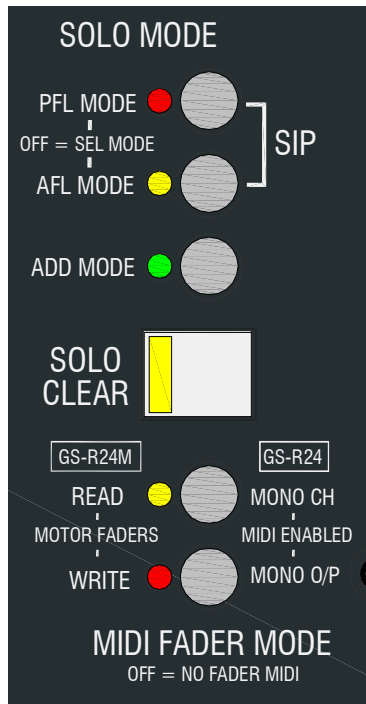 SOLO MODE
PFL MODE
OFF = SEL MODE
SIP
AFL MODE
ADD MODE
SOLO
CLEAR
GS-R24M
GS-R24
READ
MONO CH
MOTOR FADERS
MIDI ENABLED
WRITE
MONO O/P
MIDI FADER MODE
OFF = NO FADER MIDI